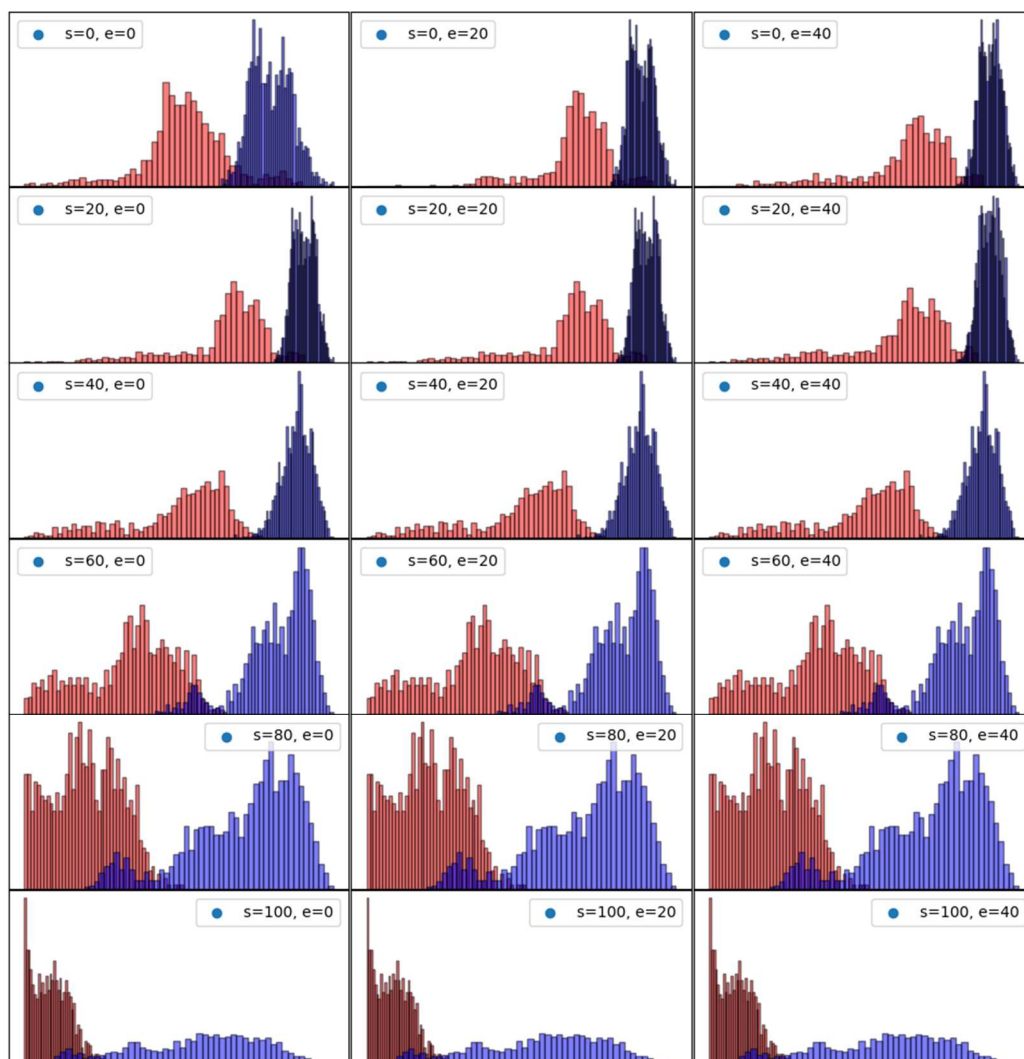 s=0, e=0
s=0, e=20
s=0, e=40
s=20, e=0
s=20, e=20
s=20, e=40
s=40, e=0
s=40, e=20
s=40, e=40
s=60, e=0
s=60, e=20
s=60, e=40
s=80, e=0
s=80, e=20
s=80, e=40
s=100, e=0
s=100, e=20
s=100, e=40